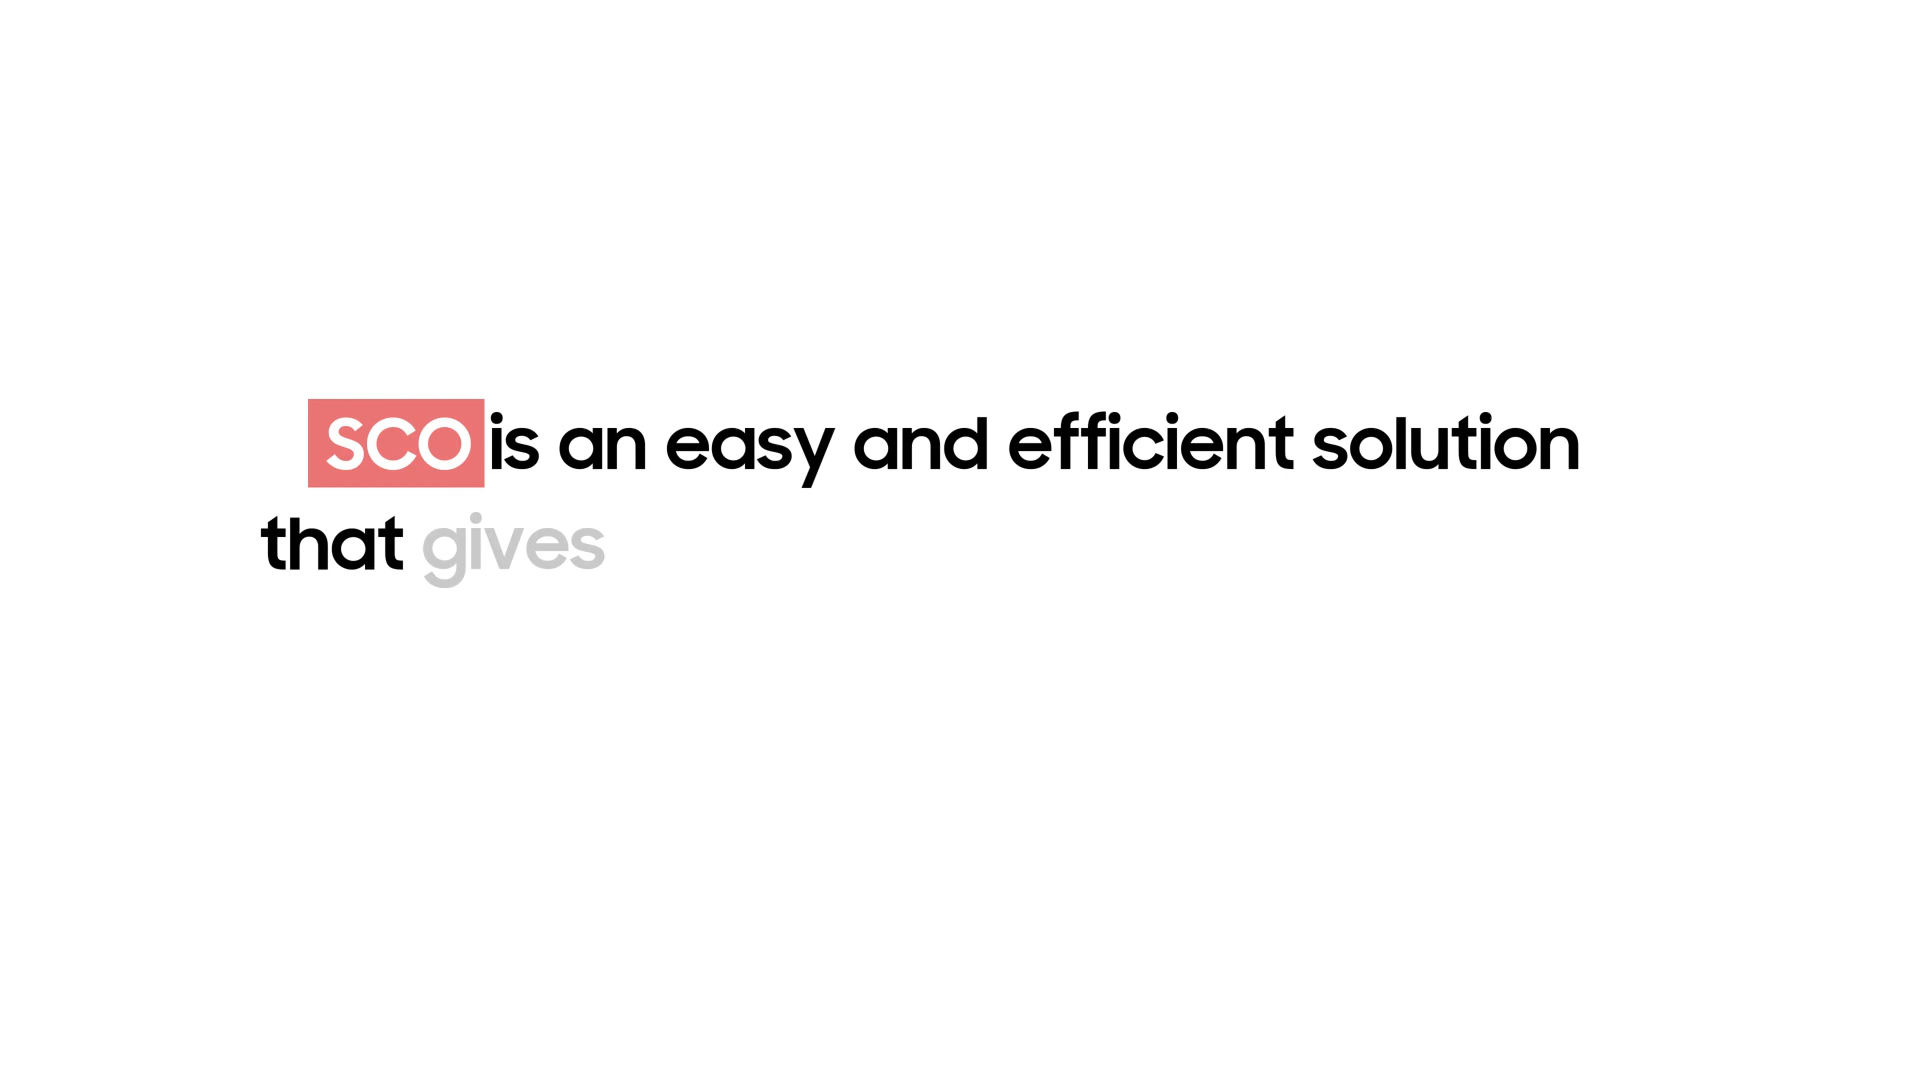 SCO is an easy and efficient solution
that gives